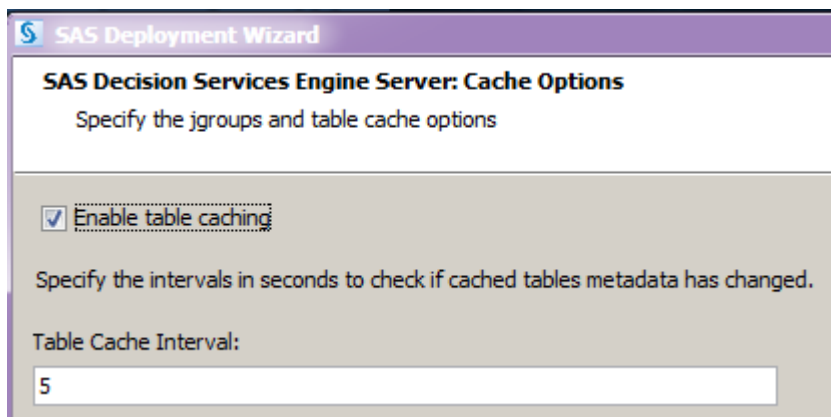 SAS Deployment Wizard
SAS Decision Services Engine Server: Cache Options
Specify the jgroups and table cache options
Enable table caching
Specify the intervals in seconds to check if cached tables metadata has changed.
Table Cache Interval:
5